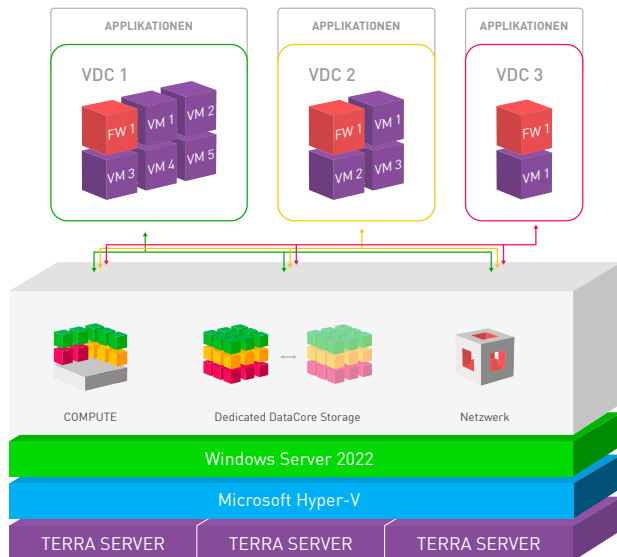 APPLIKATIONEN
APPLIKATIONEN
APPLIKATIONEN
VDC 1
VDC 2
VDC 3
FW 1
VM 1
VM 2
VM 3
VM 4
VM 5
FW 1
VM 1
VM 2
VM 3
FW 1
VM 1
COMPUTE
Dedicated DataCore Storage
Netzwerk
Windows Server 2022
Microsoft Hyper-V
TERRA SERVER
TERRA SERVER
TERRA SERVER